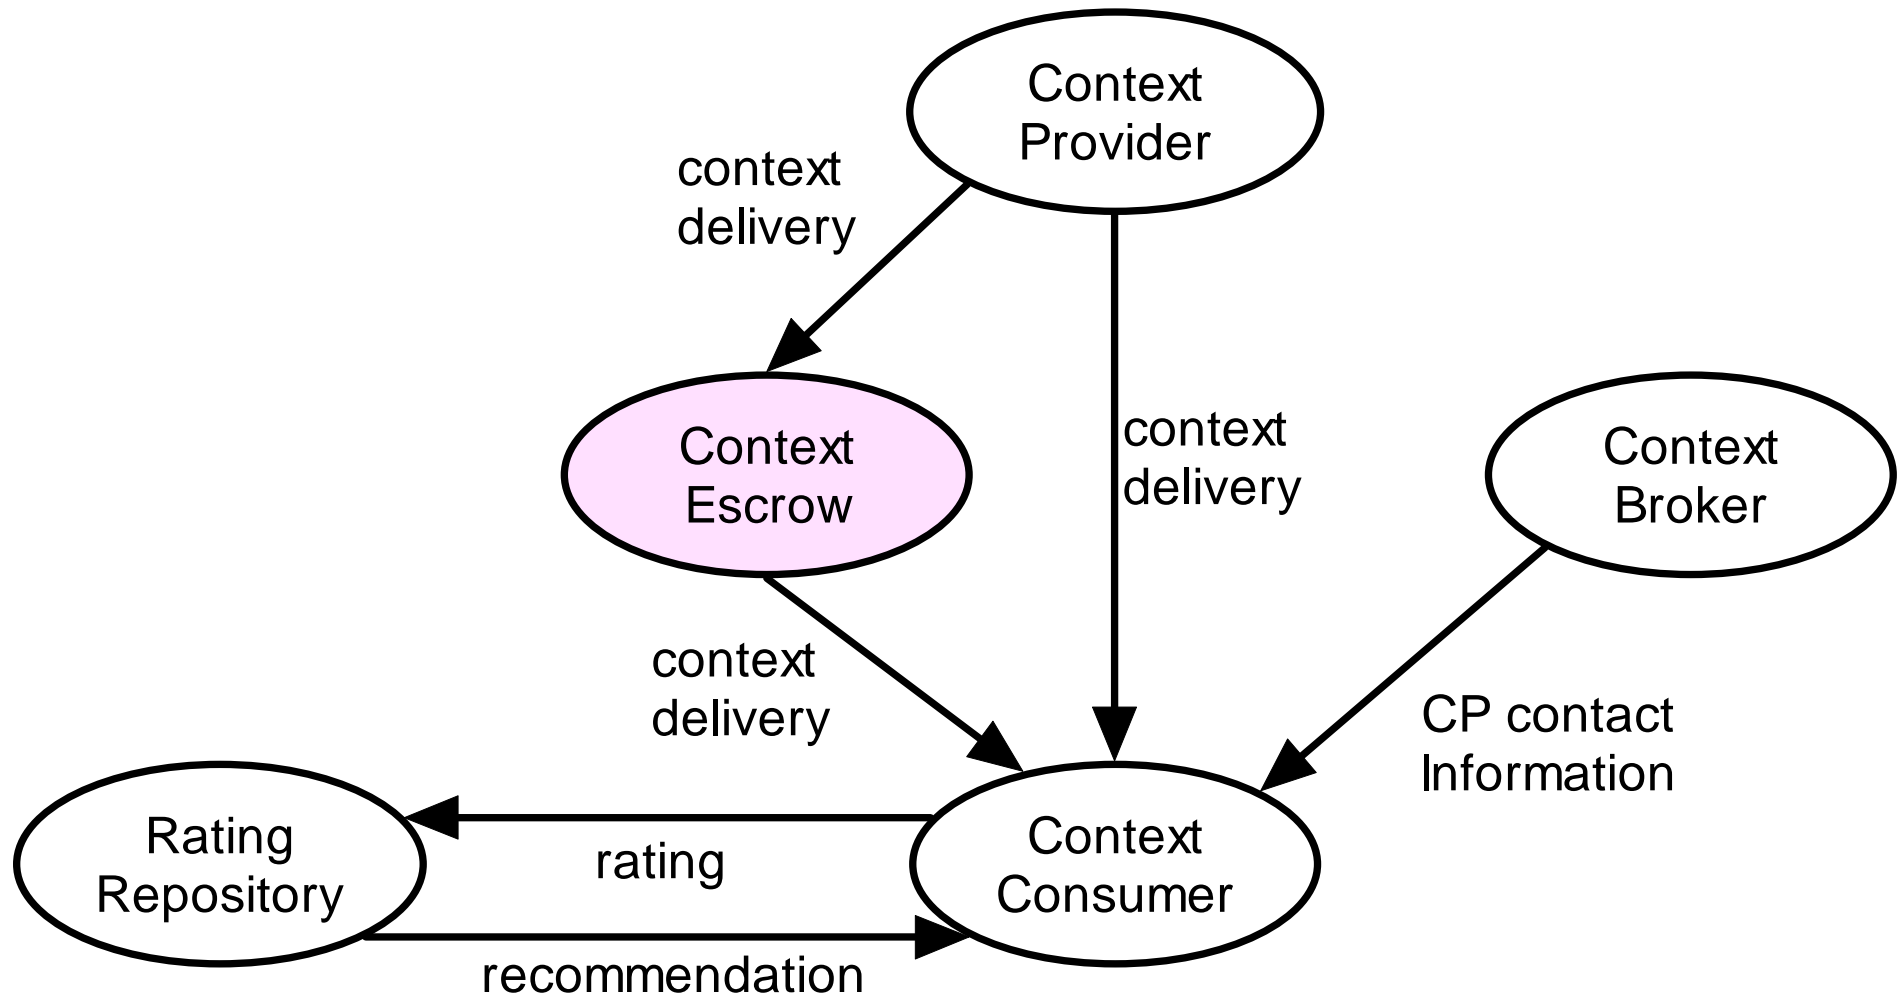 Context
Provider
context
delivery
context
delivery
Context
Escrow
Context
Broker
context
delivery
CP contact
Information
Rating
Repository
rating
Context
Consumer
recommendation